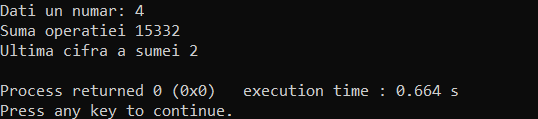 Dati un numar: 4
Suma operatiei 15332
Ultima cifra a sumei 2
Process returned 0 (0x0)   execution time : 0.664 s
Press any key to continue.